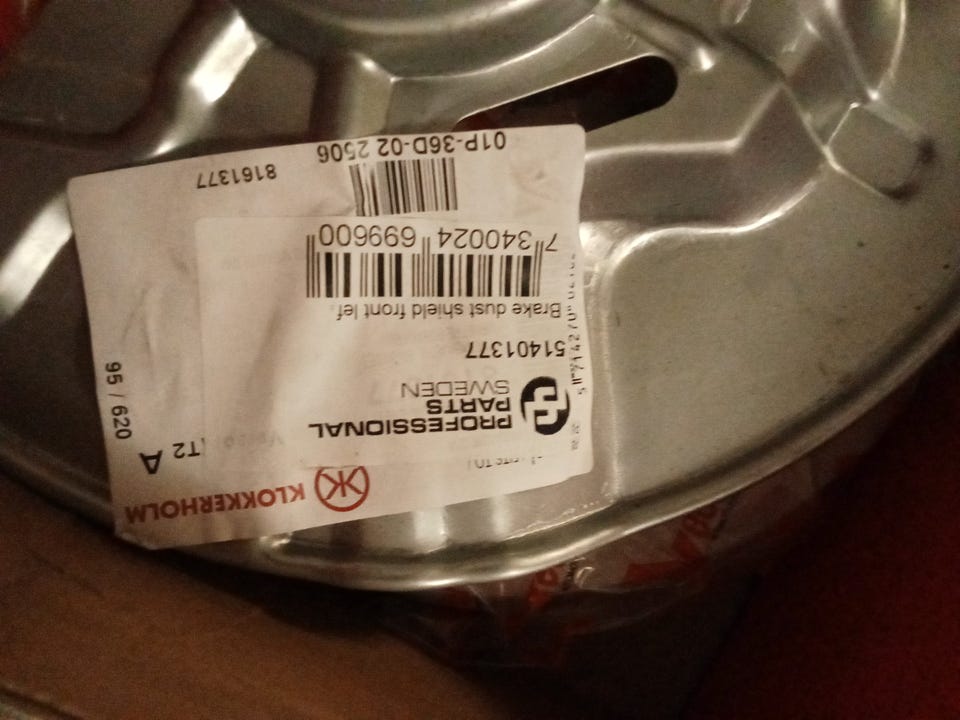 KLOKKERHOLM
T2 A
95 / 620
PROFESSIONAL
PARTS
SWEDEN
51401377
Brake dust shield front lef.
7 340024 699600
8161377
01P-36D-02 2506